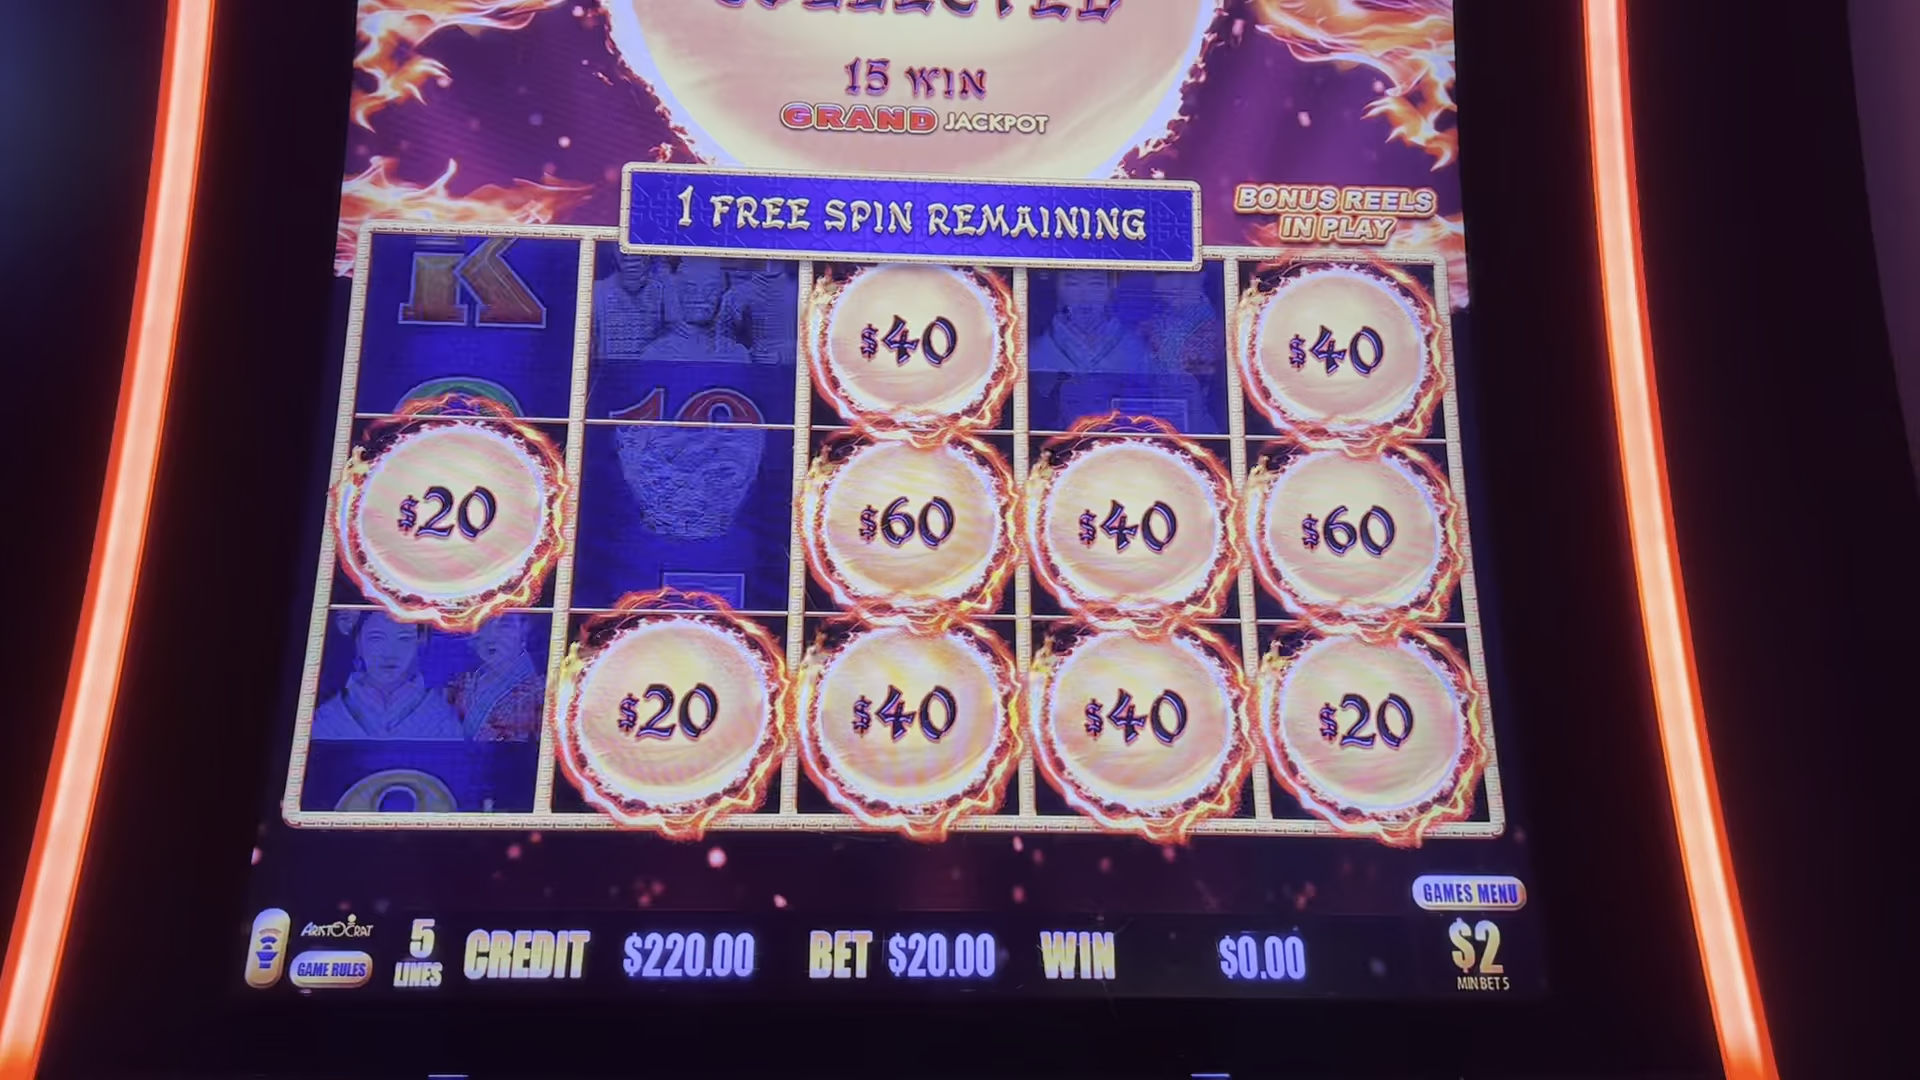 COLLECTED
15 WIN
GRAND JACKPOT
1 FREE SPIN REMAINING
BONUS REELS
IN PLAY
K
$40
$40
10
$20
$60
$40
$60
$20
$40
$40
$20
GAMES MENU
ARISTOCRAT
GAME RULES
5
LINES
CREDIT $220.00 BET $20.00 WIN $0.00
$2
MIN BET 5